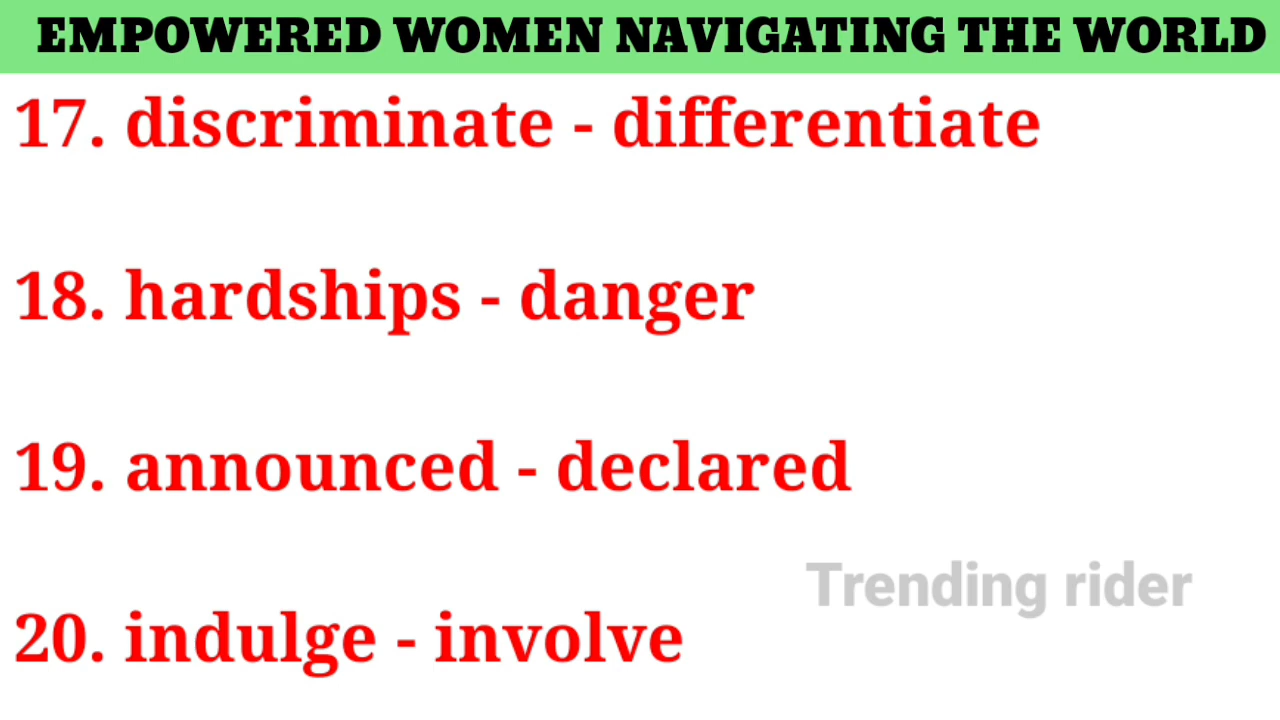 EMPOWERED WOMEN NAVIGATING THE WORLD
17. discriminate - differentiate
18. hardships - danger
19. announced - declared
Trending rider
20. indulge - involve